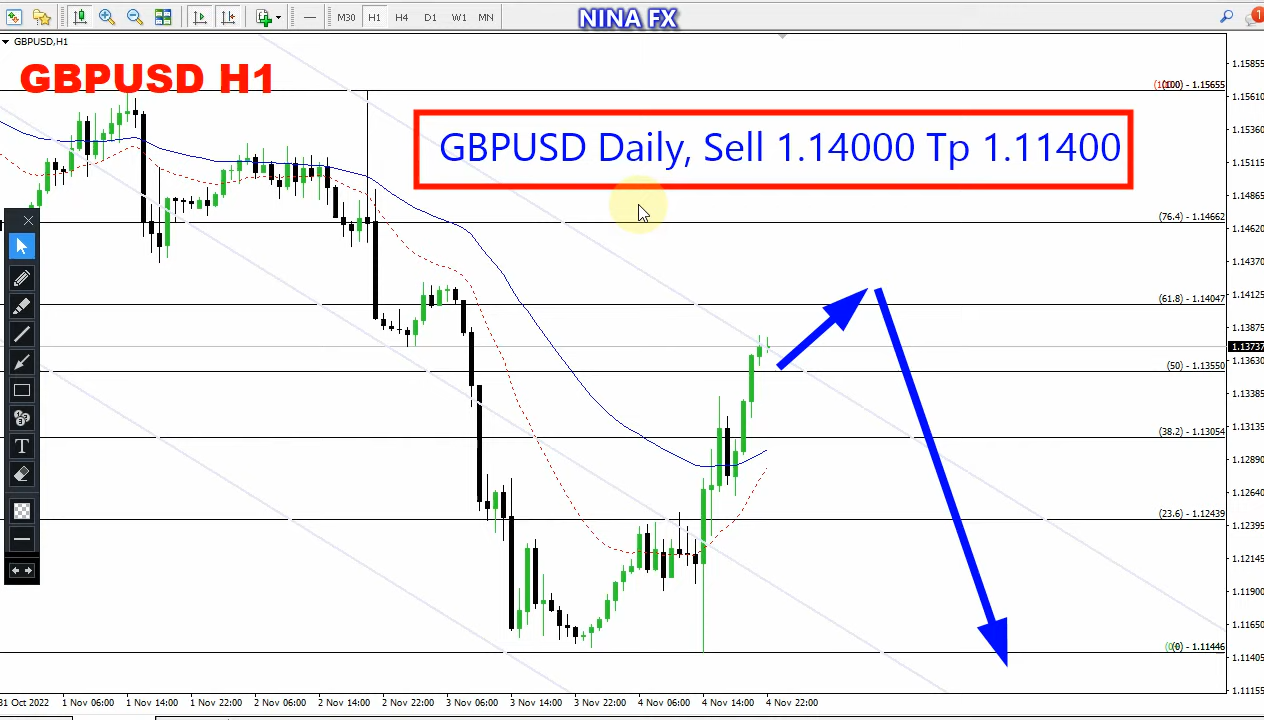 M30 H1 H4 D1 W1 MN
NINA FX
1
GBPUSD,H1
GBPUSD H1
GBPUSD Daily, Sell 1.14000 Tp 1.11400
1.15855
(100) - 1.15655
1.15610
1.15360
1.15115
1.14865
(76.4) - 1.14662
1.14620
1.14370
1.14125
(61.8) - 1.14047
1.13875
1.13737
1.13630
(50) - 1.13550
1.13385
1.13135
(38.2) - 1.13054
1.12890
1.12640
(23.6) - 1.12439
1.12395
1.12145
1.11900
1.11650
(0) - 1.11446
1.11405
1.11155
T
31 Oct 2022 1 Nov 06:00 1 Nov 14:00 1 Nov 22:00 2 Nov 06:00 2 Nov 14:00 2 Nov 22:00 3 Nov 06:00 3 Nov 14:00 3 Nov 22:00 4 Nov 06:00 4 Nov 14:00 4 Nov 22:00